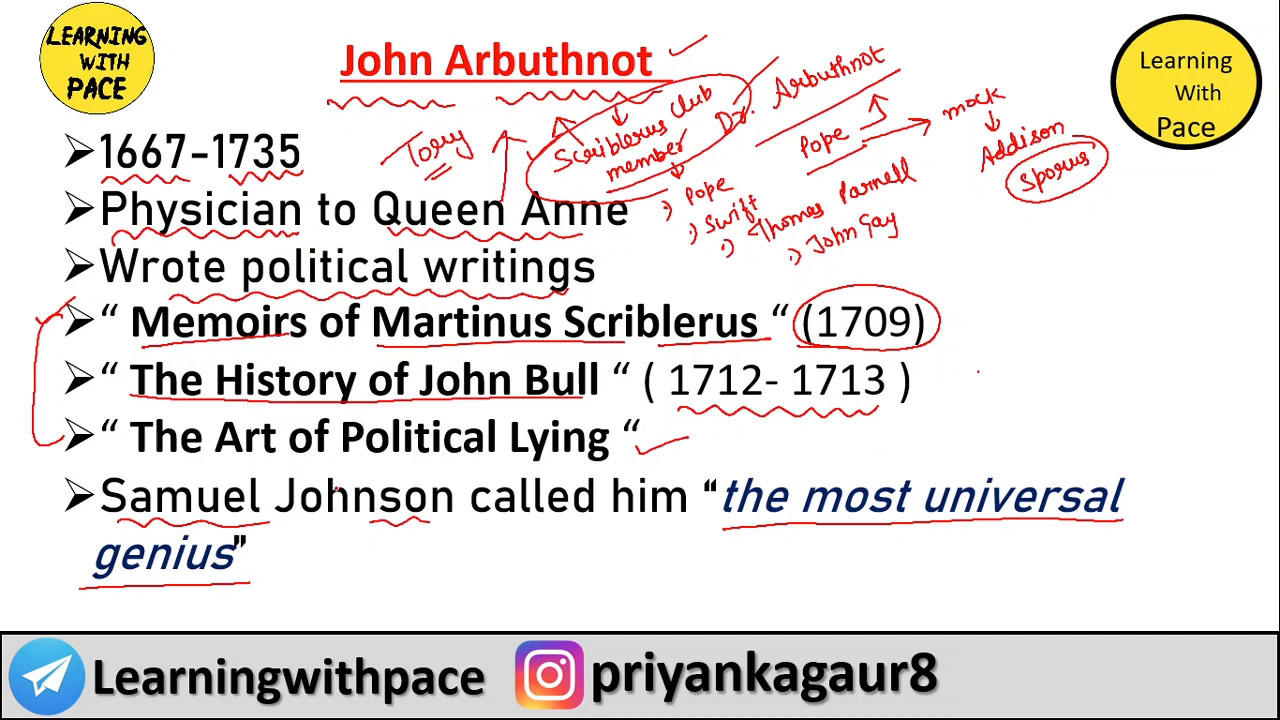 LEARNING
WITH
PACE
John Arbuthnot
Learning
With
Pace
Tory
Scriblerus Club
member
Dr. Arbuthnot
Pope
mock
Addison
Sporus
:) Pope
:) Swift
:) Thomas Parnell
:) John Gay
➢1667-1735
➢Physician to Queen Anne
➢Wrote political writings
➢“ Memoirs of Martinus Scriblerus “ (1709)
➢“ The History of John Bull “ ( 1712- 1713 )
➢“ The Art of Political Lying “
➢Samuel Johnson called him “the most universal
genius”
Learningwithpace
priyankagaur8